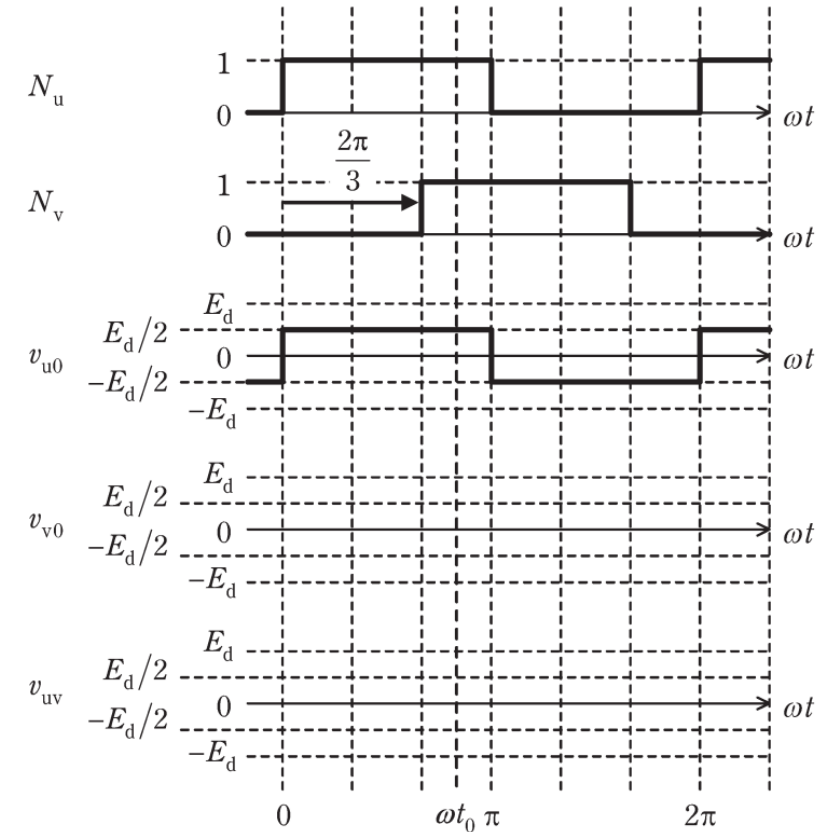 N_u
1
0
ωt
2π/3
N_v
1
0
ωt
E_d
E_d/2
v_u0
0
ωt
−E_d/2
−E_d
E_d
E_d/2
v_v0
0
ωt
−E_d/2
−E_d
E_d
E_d/2
v_uv
0
ωt
−E_d/2
−E_d
0 ωt_0 π 2π